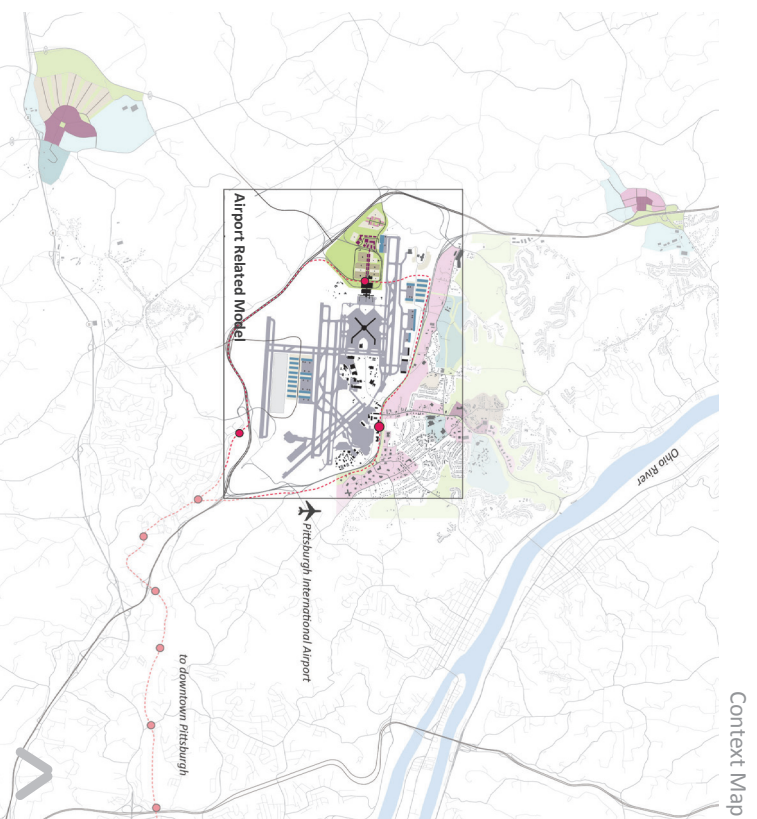 Context Map
Ohio River
Airport Related Model
Pittsburgh International Airport
to downtown Pittsburgh